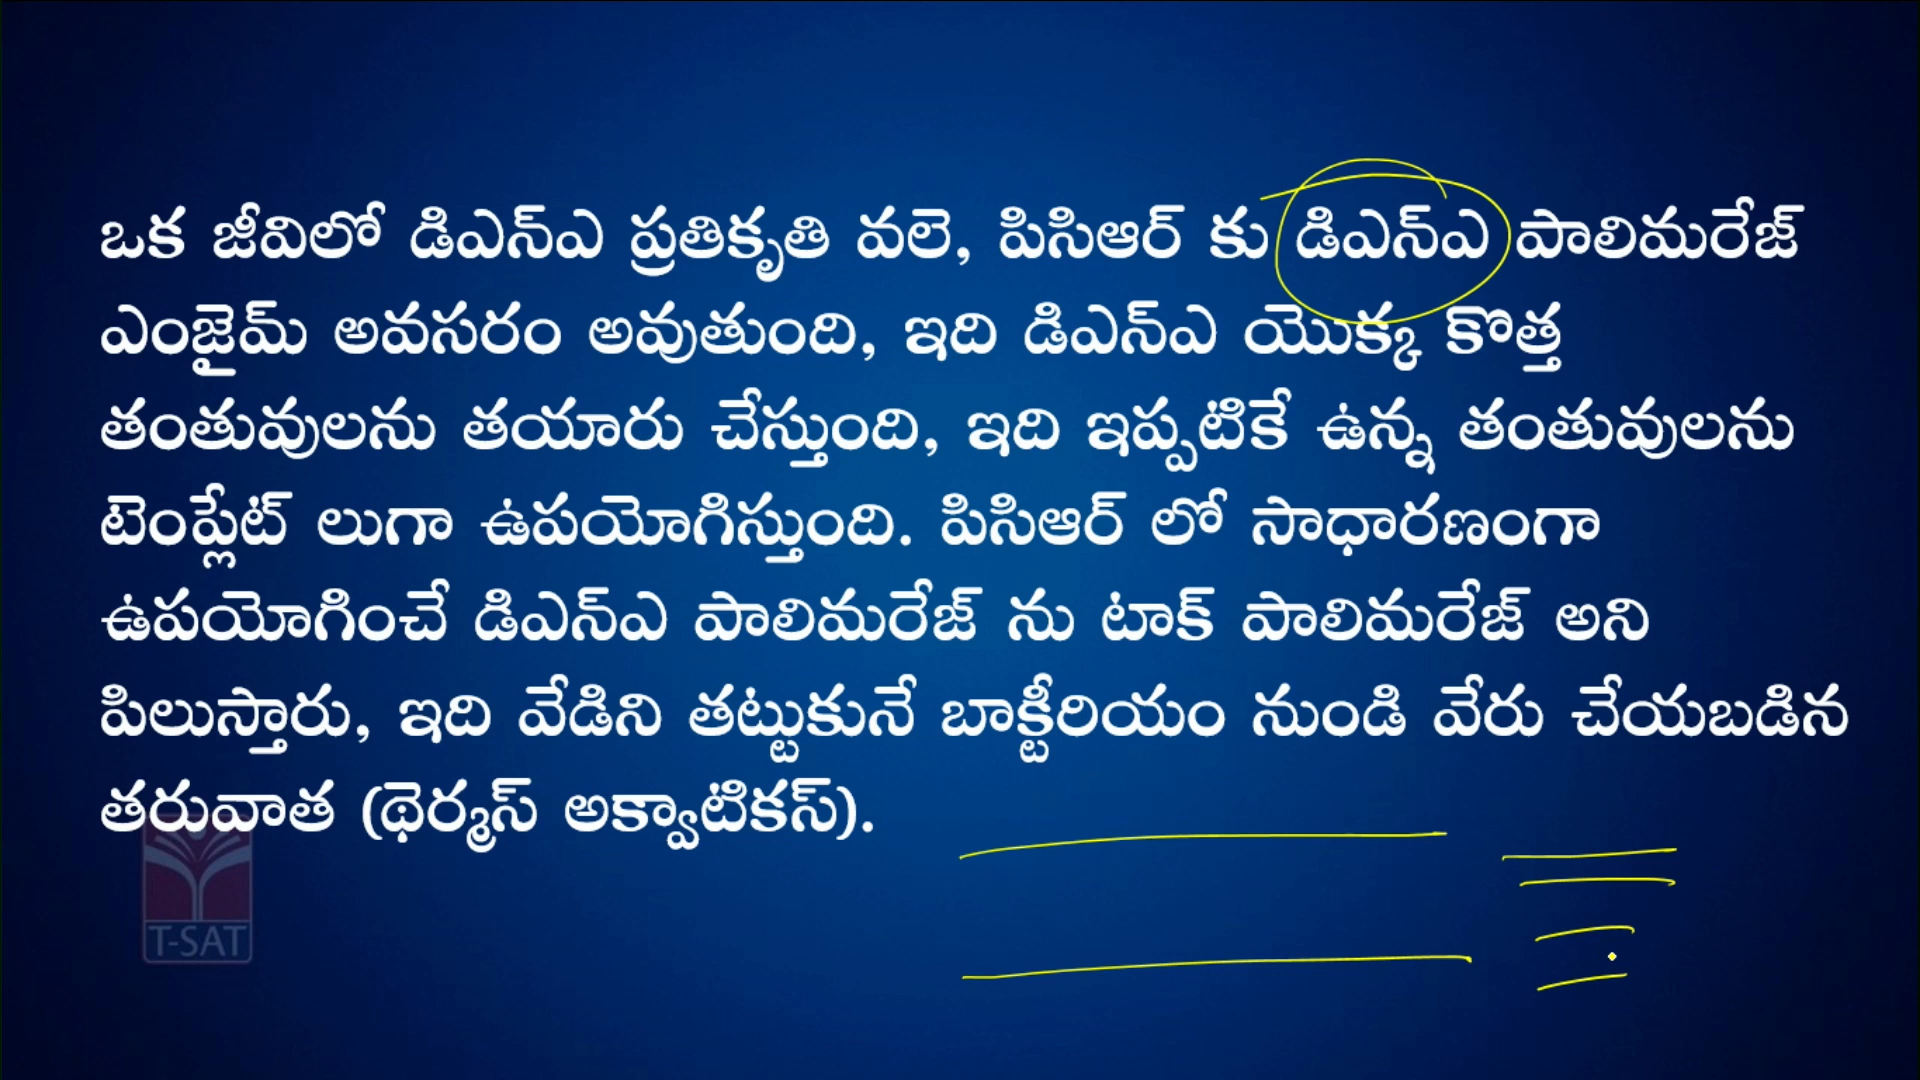 ఒక జీవిలో డిఎన్ఎ ప్రతికృతి వలె, పిసిఆర్ కు డిఎన్ఎ పాలిమరేజ్
ఎంజైమ్ అవసరం అవుతుంది, ఇది డిఎన్ఎ యొక్క కొత్త
తంతువులను తయారు చేస్తుంది, ఇది ఇప్పటికే ఉన్న తంతువులను
టెంప్లేట్ లుగా ఉపయోగిస్తుంది. పిసిఆర్ లో సాధారణంగా
ఉపయోగించే డిఎన్ఎ పాలిమరేజ్ ను టాక్ పాలిమరేజ్ అని
పిలుస్తారు, ఇది వేడిని తట్టుకునే బాక్టీరియం నుండి వేరు చేయబడిన
తరువాత (థెర్మస్ అక్వాటికస్).
T-SAT